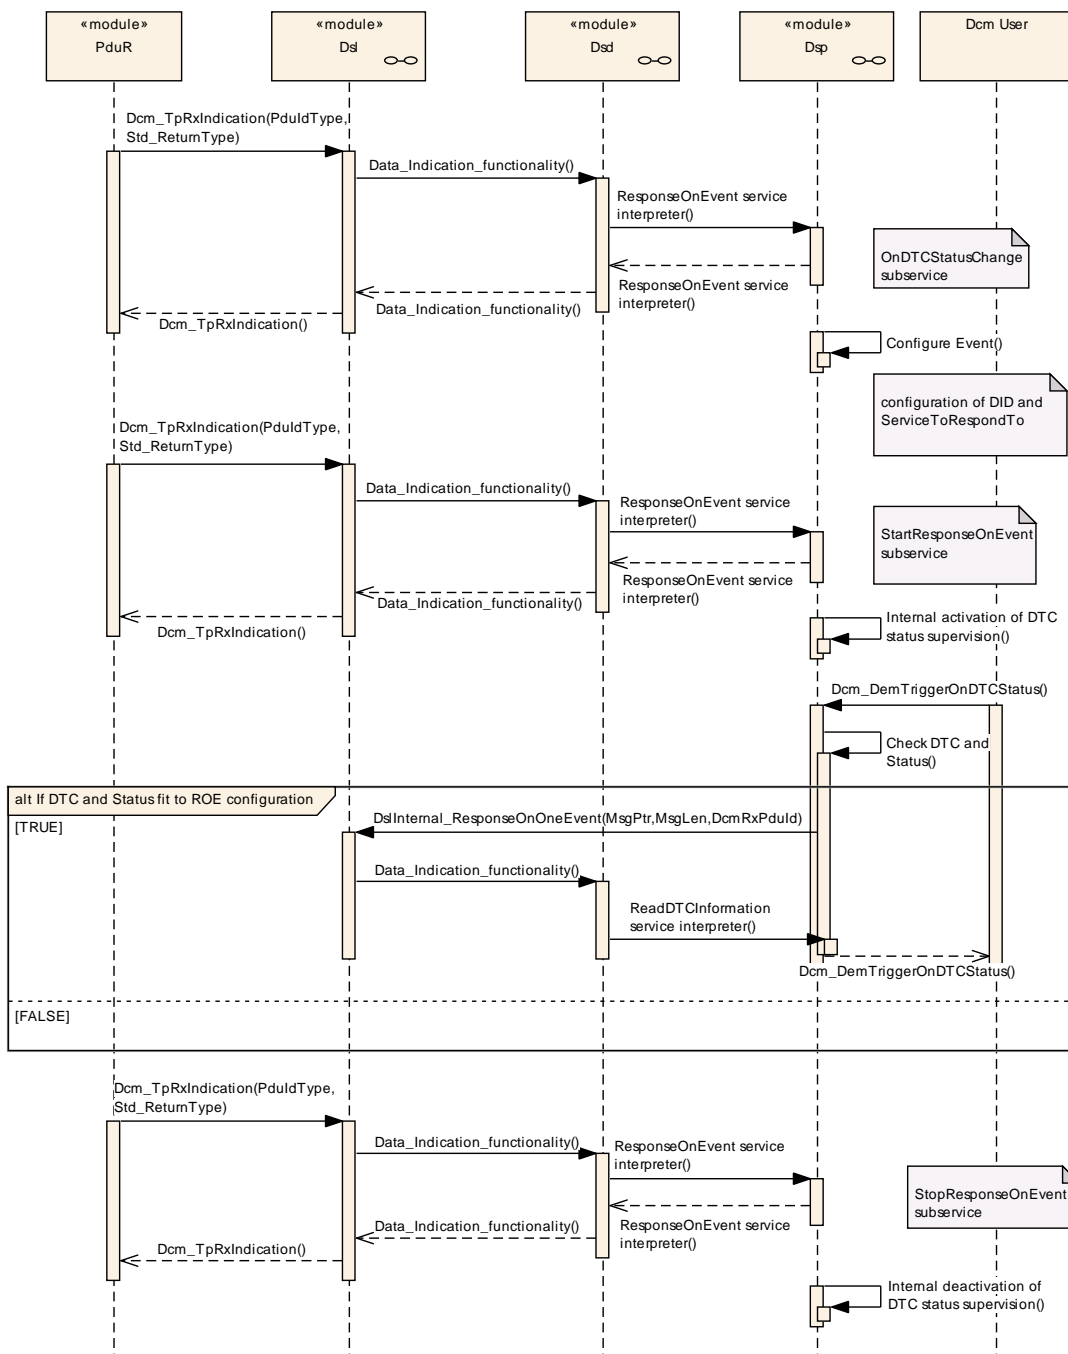 «module»
PduR
«module»
Dsl
«module»
Dsd
«module»
Dsp
Dcm User
Dcm_TpRxIndication(PduIdType,
Std_ReturnType)
Data_Indication_functionality()
ResponseOnEvent service
interpreter()
OnDTCStatusChange
subservice
ResponseOnEvent service
interpreter()
Data_Indication_functionality()
Dcm_TpRxIndication()
Configure Event()
configuration of DID and
ServiceToRespondTo
Dcm_TpRxIndication(PduIdType,
Std_ReturnType)
Data_Indication_functionality()
ResponseOnEvent service
interpreter()
StartResponseOnEvent
subservice
ResponseOnEvent service
interpreter()
Data_Indication_functionality()
Dcm_TpRxIndication()
Internal activation of DTC
status supervision()
Dcm_DemTriggerOnDTCStatus()
Check DTC and
Status()
alt If DTC and Status fit to ROE configuration
[TRUE]
DslInternal_ResponseOnOneEvent(MsgPtr,MsgLen,DcmRxPduId)
Data_Indication_functionality()
ReadDTCInformation
service interpreter()
Dcm_DemTriggerOnDTCStatus()
[FALSE]
Dcm_TpRxIndication(PduIdType,
Std_ReturnType)
Data_Indication_functionality()
ResponseOnEvent service
interpreter()
StopResponseOnEvent
subservice
ResponseOnEvent service
interpreter()
Data_Indication_functionality()
Dcm_TpRxIndication()
Internal deactivation of
DTC status supervision()